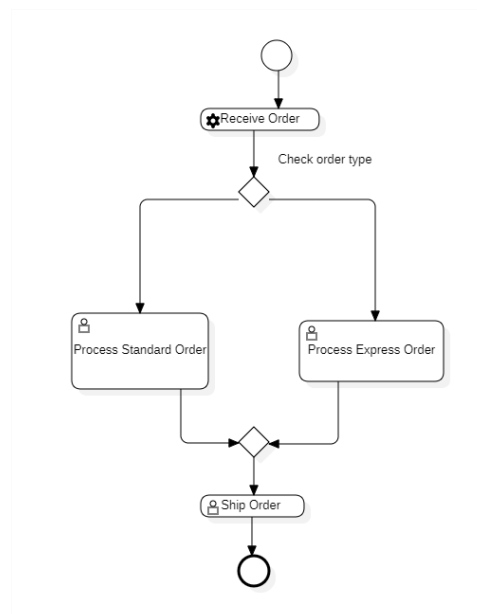 Receive Order
Check order type
Process Standard Order
Process Express Order
Ship Order